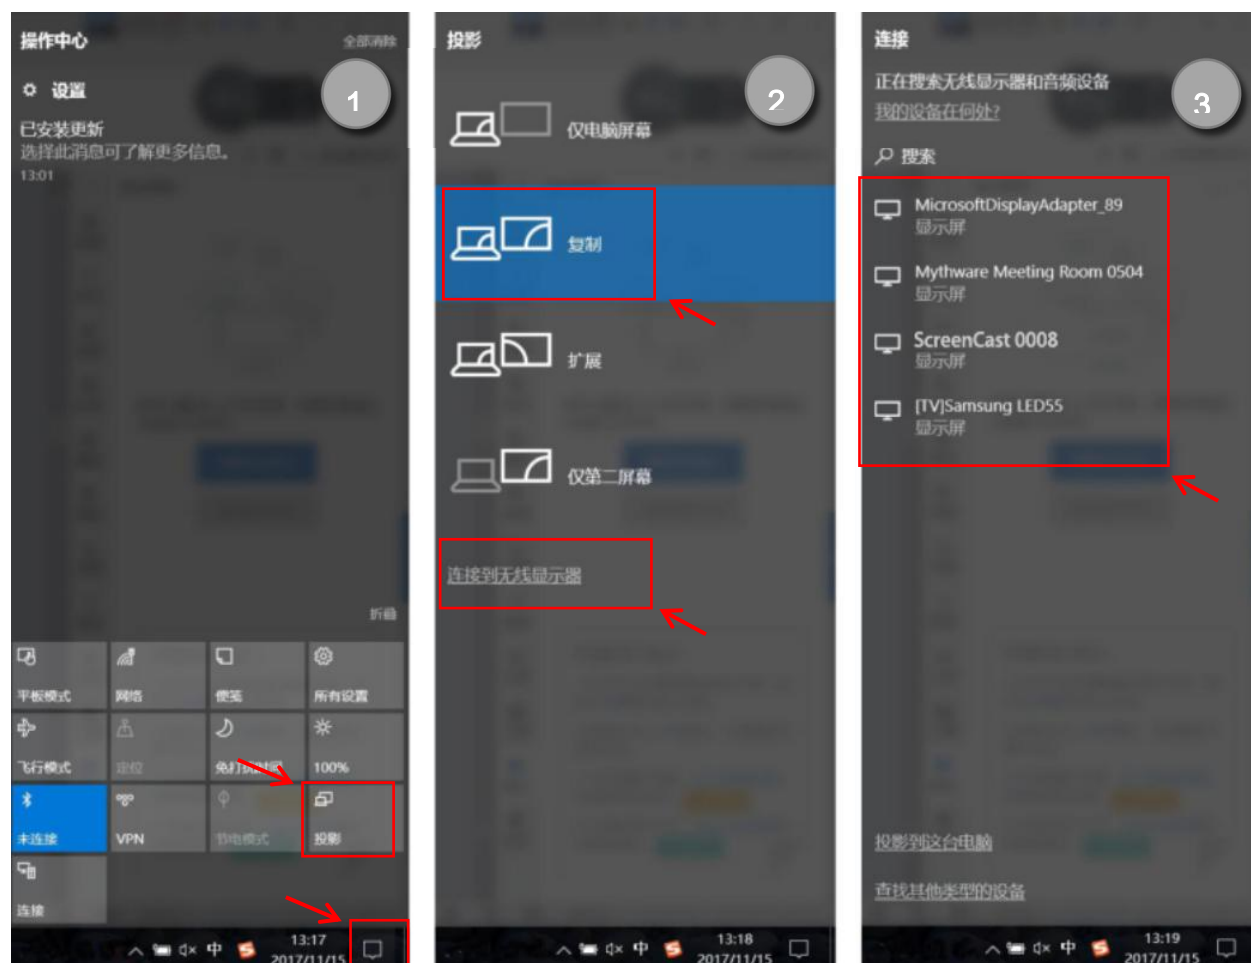 操作中心
全部清除
1
设置
已安装更新
选择此消息可了解更多信息。
13:01
折叠
平板模式
网络
便笺
所有设置
飞行模式
定位
免打扰时间
100%
未连接
VPN
节电模式
投影
连接
中
13:17
2017/11/15
投影
2
仅电脑屏幕
复制
扩展
仅第二屏幕
连接到无线显示器
中
13:18
2017/11/15
连接
3
正在搜索无线显示器和音频设备
我的设备在何处?
搜索
MicrosoftDisplayAdapter_89
显示屏
Mythware Meeting Room 0504
显示屏
ScreenCast 0008
显示屏
[TV]Samsung LED55
显示屏
投影到这台电脑
查找其他类型的设备
中
13:19
2017/11/15